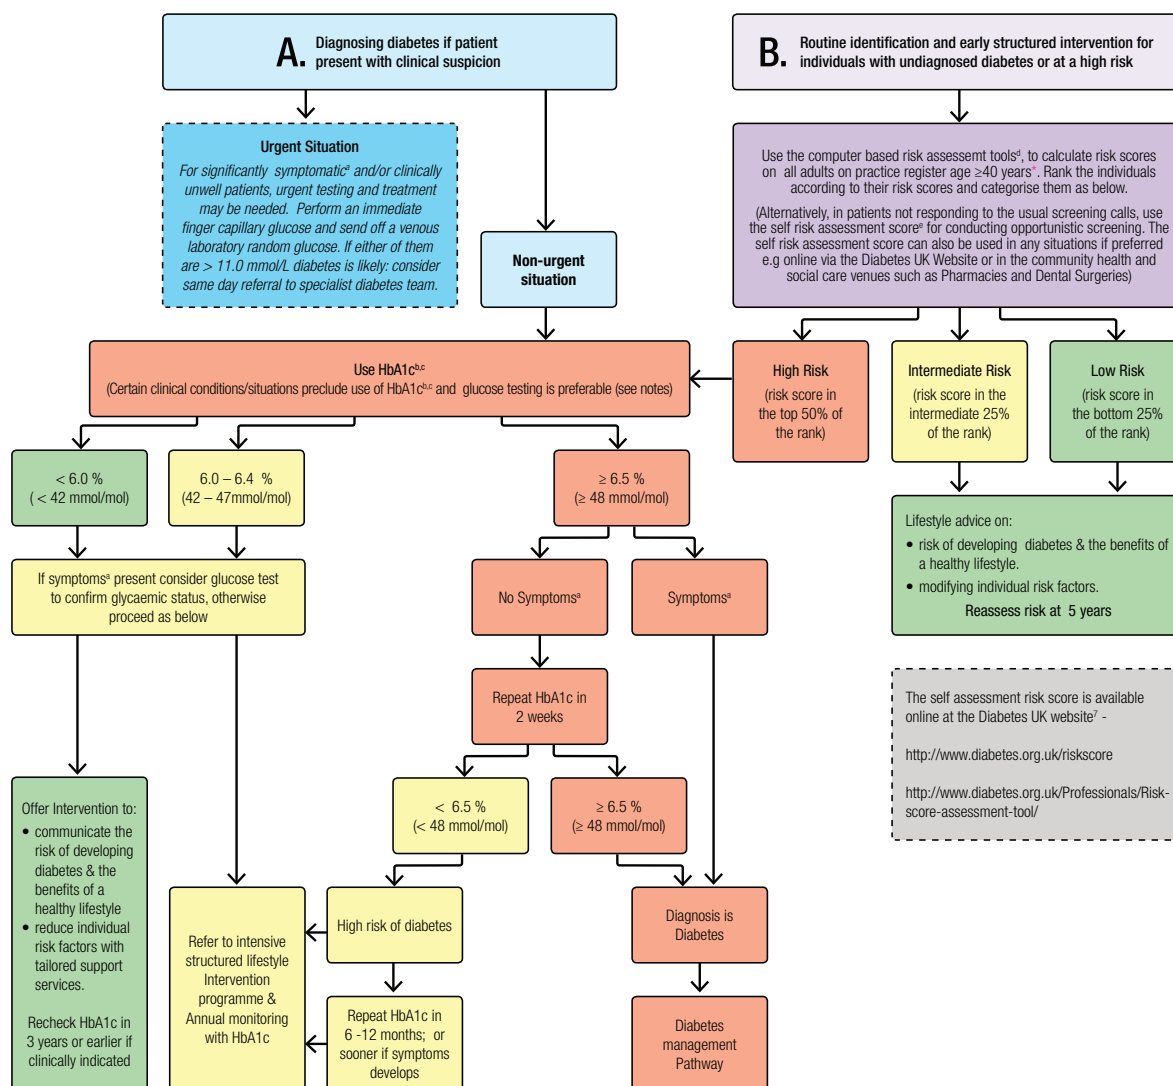 A. Diagnosing diabetes if patient
present with clinical suspicion
B. Routine identification and early structured intervention for
individuals with undiagnosed diabetes or at a high risk
Urgent Situation
For significantly symptomaticᵃ and/or clinically
unwell patients, urgent testing and treatment
may be needed. Perform an immediate
finger capillary glucose and send off a venous
laboratory random glucose. If either of them
are > 11.0 mmol/L diabetes is likely: consider
same day referral to specialist diabetes team.
Non-urgent
situation
Use the computer based risk assessmt toolsᵈ, to calculate risk scores
on all adults on practice register age ≥40 years*. Rank the individuals
according to their risk scores and categorise them as below.
(Alternatively, in patients not responding to the usual screening calls, use
the self risk assessment scoreᵉ for conducting opportunistic screening. The
self risk assessment score can also be used in any situations if preferred
e.g online via the Diabetes UK Website or in the community health and
social care venues such as Pharmacies and Dental Surgeries)
Use HbA1cᵇ,ᶜ
(Certain clinical conditions/situations preclude use of HbA1cᵇ,ᶜ and glucose testing is preferable (see notes)
High Risk
(risk score in
the top 50% of
the rank)
Intermediate Risk
(risk score in the
intermediate 25%
of the rank)
Low Risk
(risk score in
the bottom 25%
of the rank)
< 6.0 %
( < 42 mmol/mol)
6.0 – 6.4 %
(42 – 47mmol/mol)
≥ 6.5 %
(≥ 48 mmol/mol)
Lifestyle advice on:
• risk of developing diabetes & the benefits of
a healthy lifestyle.
• modifying individual risk factors.
Reassess risk at 5 years
If symptomsᵃ present consider glucose test
to confirm glycaemic status, otherwise
proceed as below
No Symptomsᵃ
Symptomsᵃ
Repeat HbA1c in
2 weeks
The self assessment risk score is available
online at the Diabetes UK website⁷ -
http://www.diabetes.org.uk/riskscore
http://www.diabetes.org.uk/Professionals/Risk-
score-assessment-tool/
< 6.5 %
(< 48 mmol/mol)
≥ 6.5 %
(≥ 48 mmol/mol)
Offer Intervention to:
• communicate the
risk of developing
diabetes & the
benefits of a
healthy lifestyle
• reduce individual
risk factors with
tailored support
services.
Recheck HbA1c in
3 years or earlier if
clinically indicated
Refer to intensive
structured lifestyle
Intervention
programme &
Annual monitoring
with HbA1c
High risk of diabetes
Repeat HbA1c in
6 -12 months; or
sooner if symptoms
develops
Diagnosis is
Diabetes
Diabetes
management
Pathway